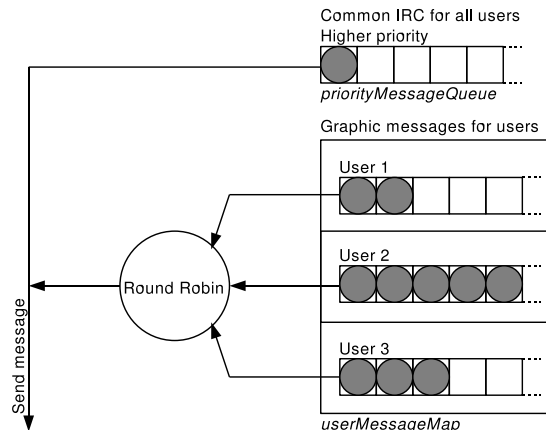 Common IRC for all users
Higher priority
priorityMessageQueue
Graphic messages for users
User 1
User 2
Round Robin
User 3
userMessageMap
Send message